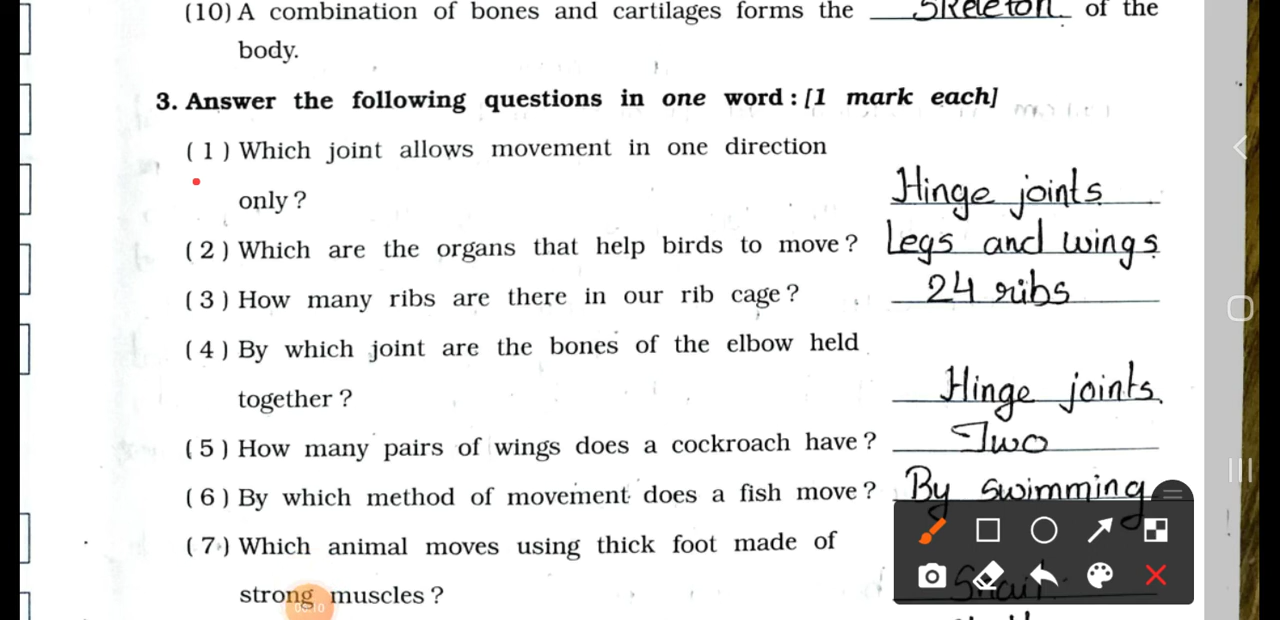 (10) A combination of bones and cartilages forms the Skeleton of the
body.
3. Answer the following questions in one word : [1 mark each]
( 1 ) Which joint allows movement in one direction
only ? Hinge joints
( 2 ) Which are the organs that help birds to move ? Legs and wings
( 3 ) How many ribs are there in our rib cage ? 24 ribs
( 4 ) By which joint are the bones of the elbow held
together ? Hinge joints.
( 5 ) How many pairs of wings does a cockroach have ? Two
( 6 ) By which method of movement does a fish move ? By swimming
( 7 ) Which animal moves using thick foot made of
strong muscles ? Snail
00:10